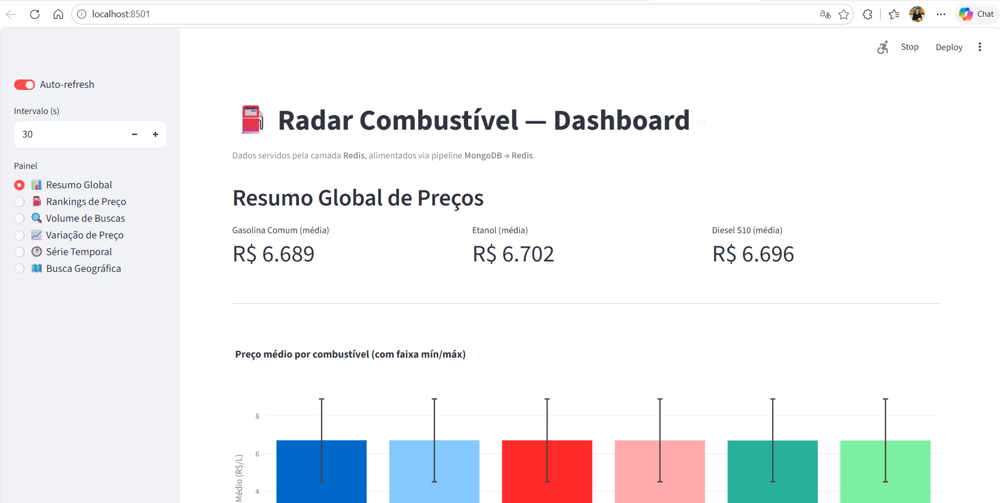 localhost:8501
Chat
Stop
Deploy
Auto-refresh
Intervalo (s)
30
Painel
Resumo Global
Rankings de Preço
Volume de Buscas
Variação de Preço
Série Temporal
Busca Geográfica
Radar Combustível — Dashboard
Dados servidos pela camada Redis, alimentados via pipeline MongoDB → Redis.
Resumo Global de Preços
Gasolina Comum (média)
R$ 6.689
Etanol (média)
R$ 6.702
Diesel S10 (média)
R$ 6.696
Preço médio por combustível (com faixa mín/máx)
8
6
4
Médio (R$/L)